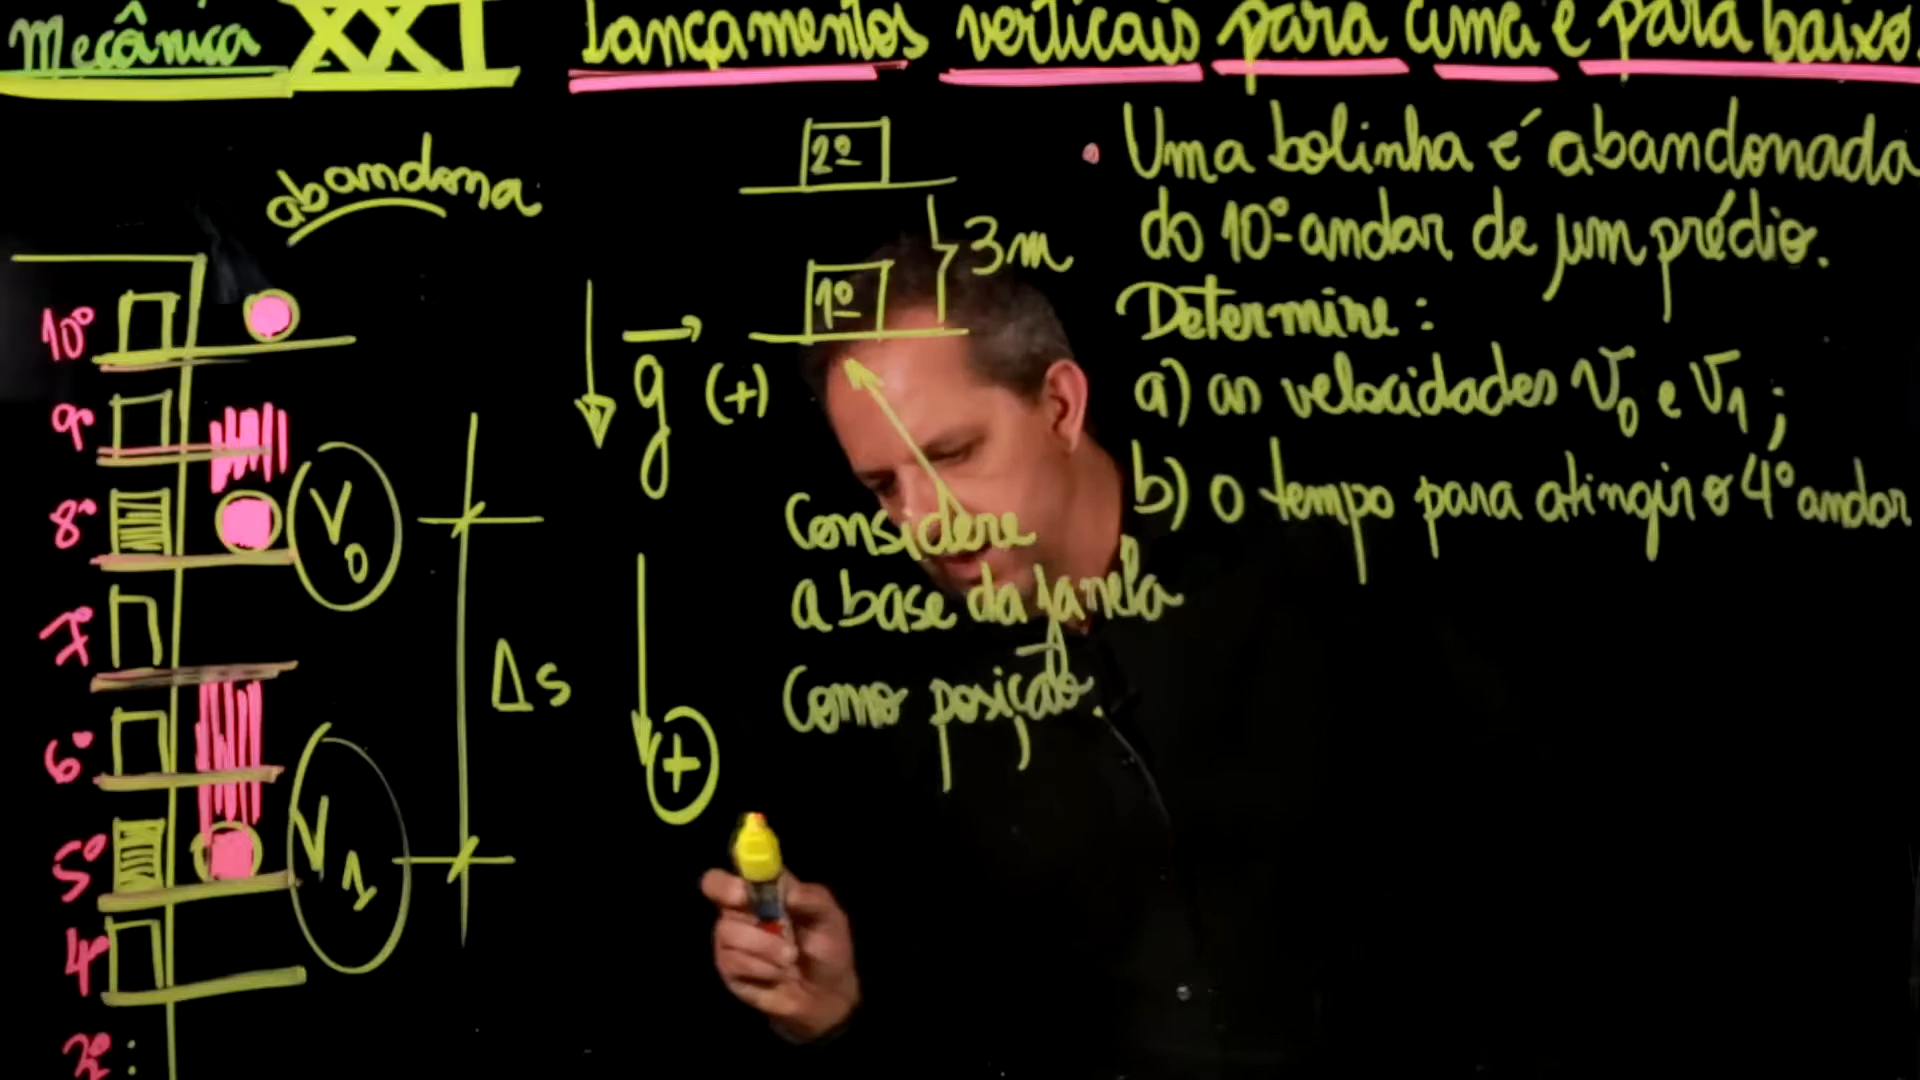 Mecânica XXI Lançamentos verticais para cima e para baixo.
abandona
10º
9º
8º
V0
7º
6º
5º
V1
4º
2º :
Δs
g (+)
+
2º
1º
3m
Considere
a base da janela
como posição.
• Uma bolinha é abandonada
do 10º andar de um prédio.
Determine:
a) as velocidades V0 e V1;
b) o tempo para atingir o 4º andar